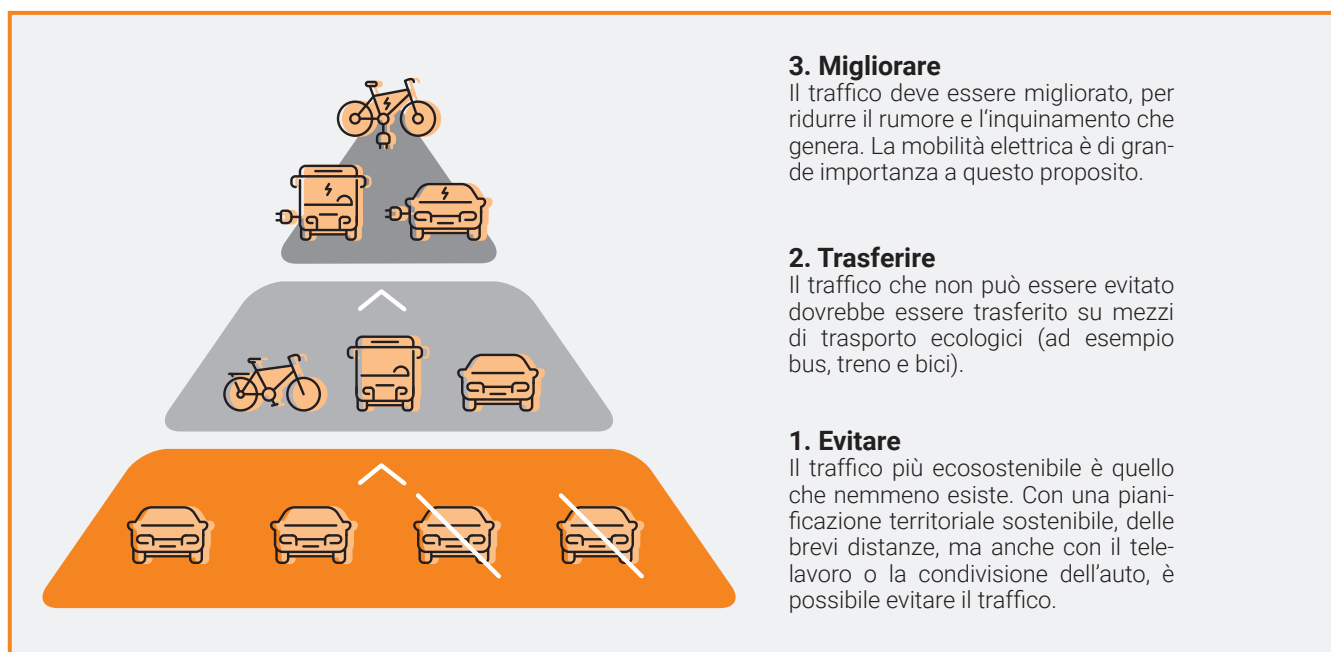 3. Migliorare
Il traffico deve essere migliorato, per
ridurre il rumore e l'inquinamento che
genera. La mobilità elettrica è di gran-
de importanza a questo proposito.
2. Trasferire
Il traffico che non può essere evitato
dovrebbe essere trasferito su mezzi
di trasporto ecologici (ad esempio
bus, treno e bici).
1. Evitare
Il traffico più ecosostenibile è quello
che nemmeno esiste. Con una piani-
ficazione territoriale sostenibile, delle
brevi distanze, ma anche con il tele-
lavoro o la condivisione dell'auto, è
possibile evitare il traffico.